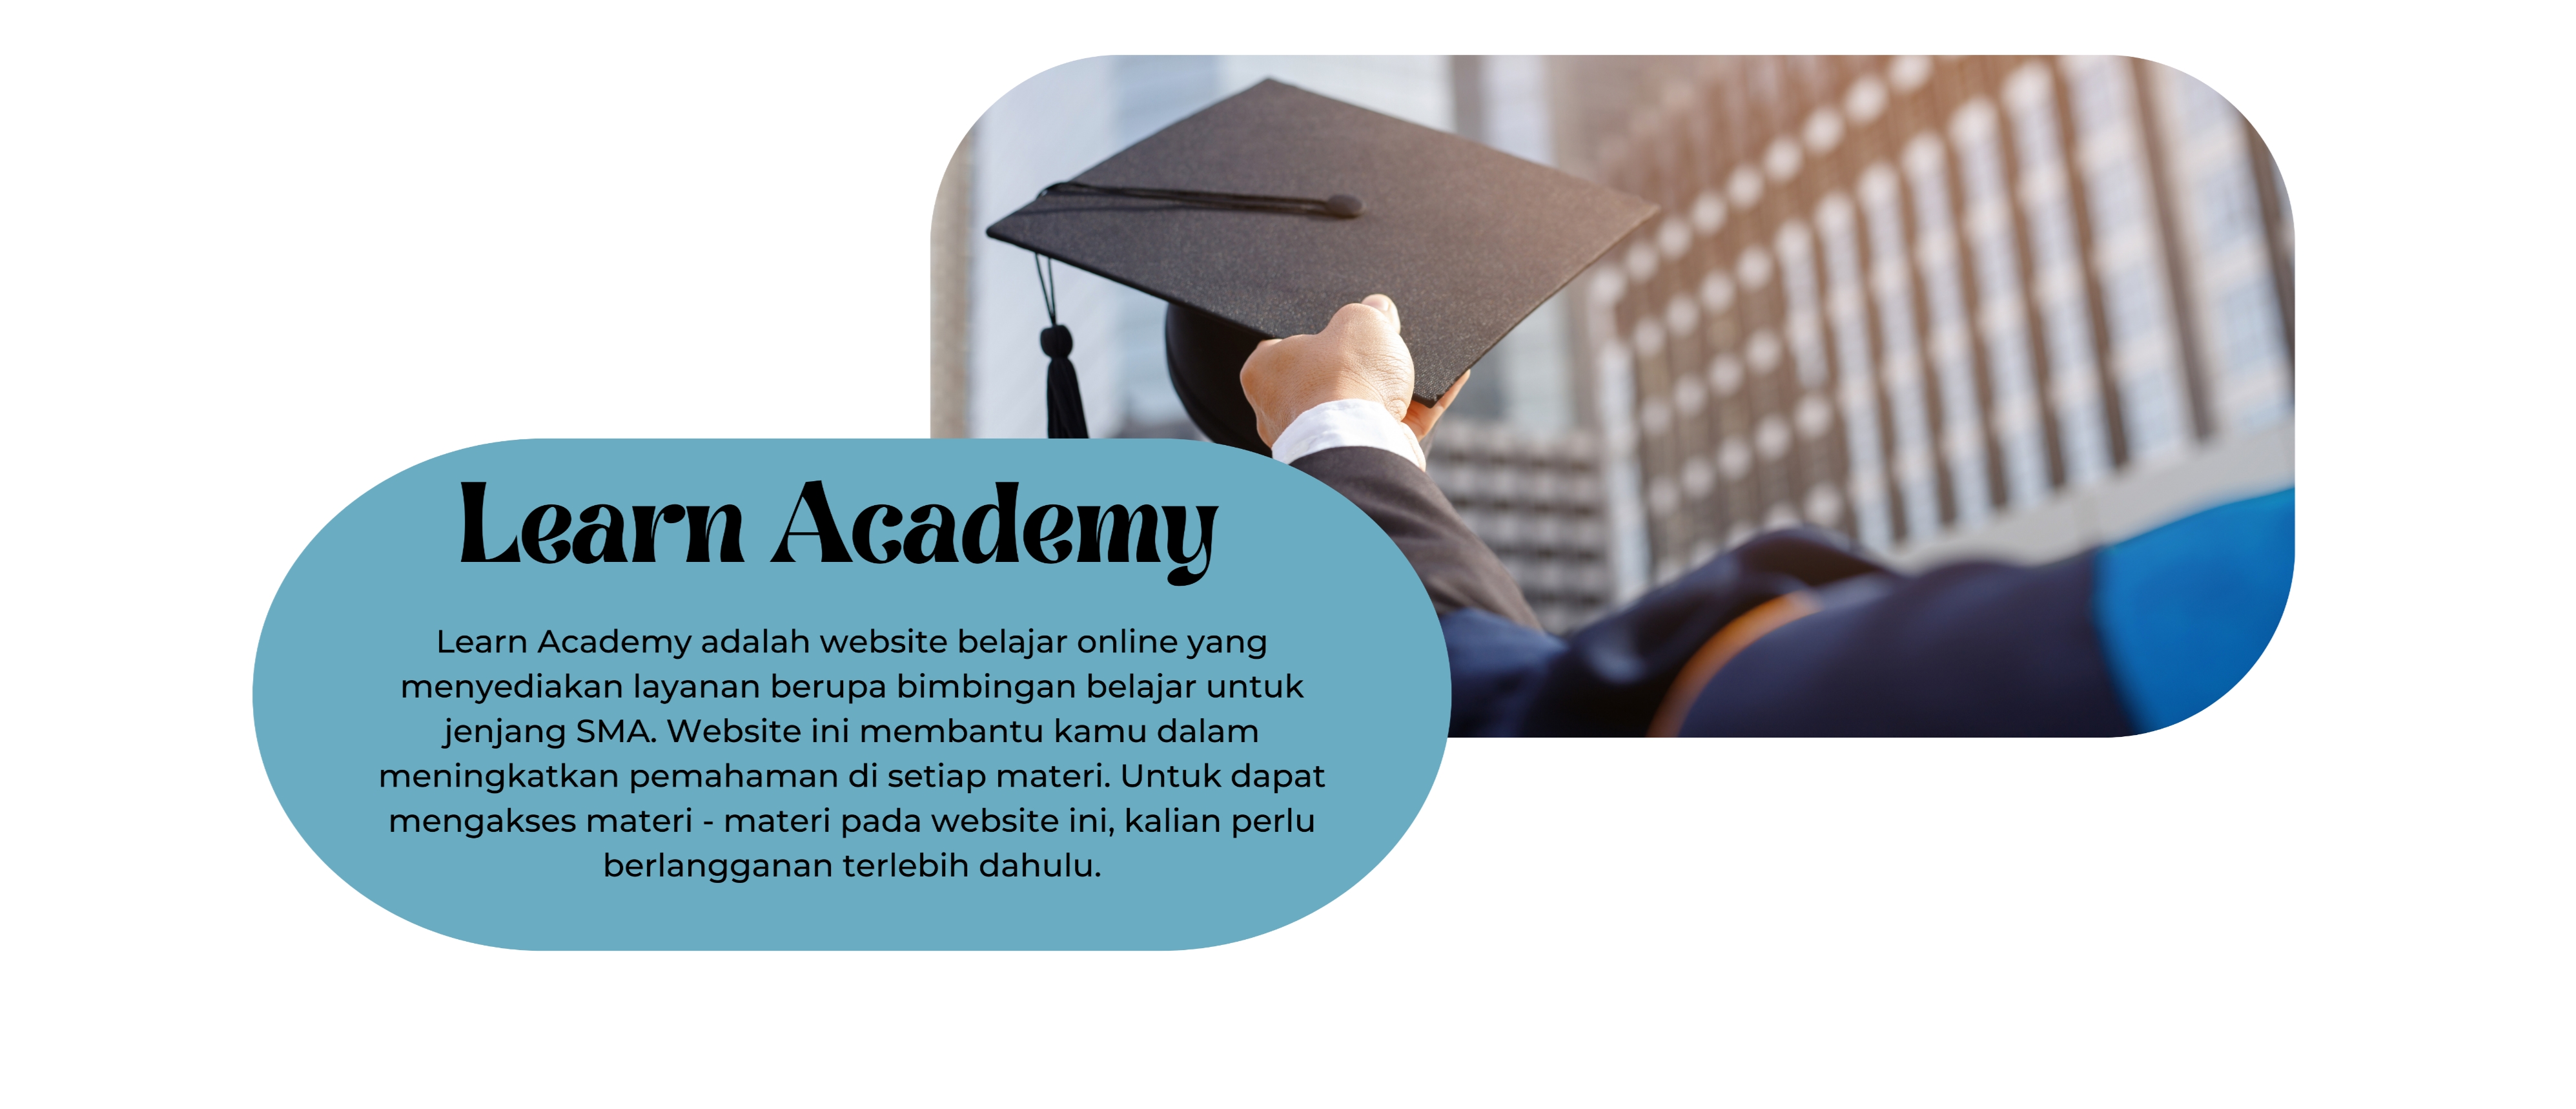 Learn Academy
Learn Academy adalah website belajar online yang
menyediakan layanan berupa bimbingan belajar untuk
jenjang SMA. Website ini membantu kamu dalam
meningkatkan pemahaman di setiap materi. Untuk dapat
mengakses materi - materi pada website ini, kalian perlu
berlangganan terlebih dahulu.